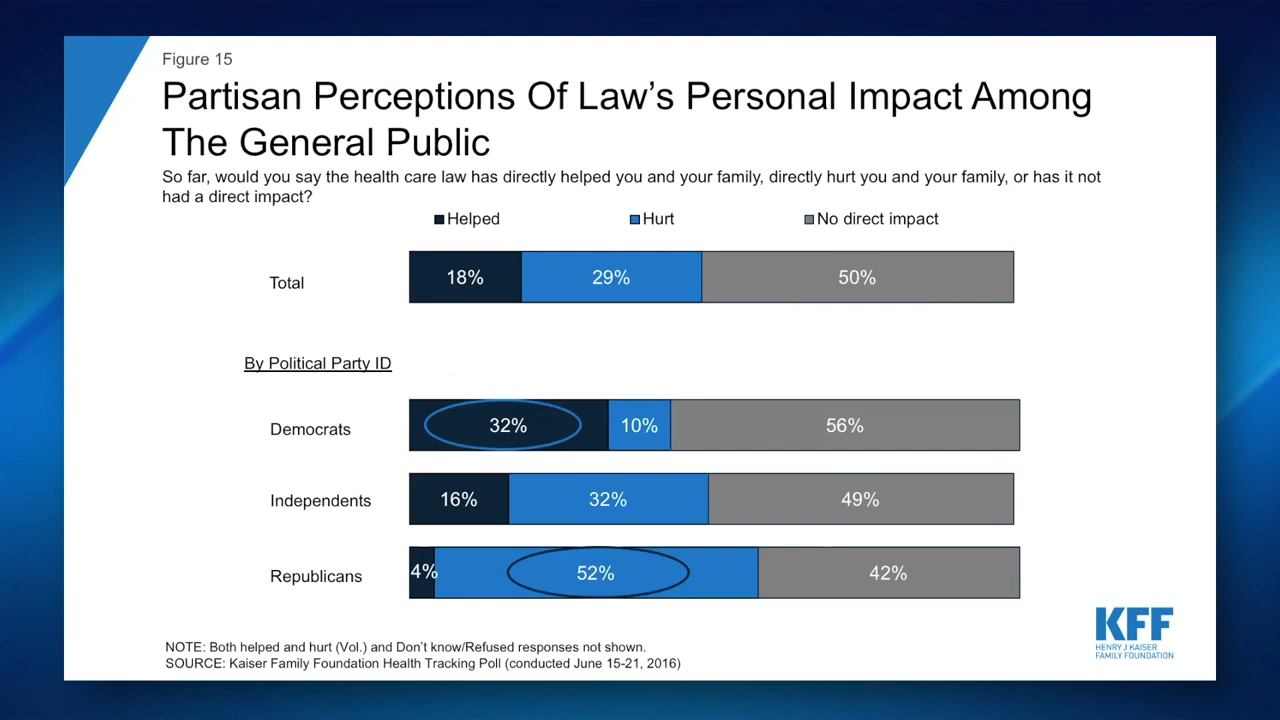 Figure 15
Partisan Perceptions Of Law’s Personal Impact Among
The General Public
So far, would you say the health care law has directly helped you and your family, directly hurt you and your family, or has it not
had a direct impact?
Helped Hurt No direct impact
Total 18% 29% 50%
By Political Party ID
Democrats 32% 10% 56%
Independents 16% 32% 49%
Republicans 4% 52% 42%
NOTE: Both helped and hurt (Vol.) and Don’t know/Refused responses not shown.
SOURCE: Kaiser Family Foundation Health Tracking Poll (conducted June 15-21, 2016)
KFF
HENRY J KAISER
FAMILY FOUNDATION